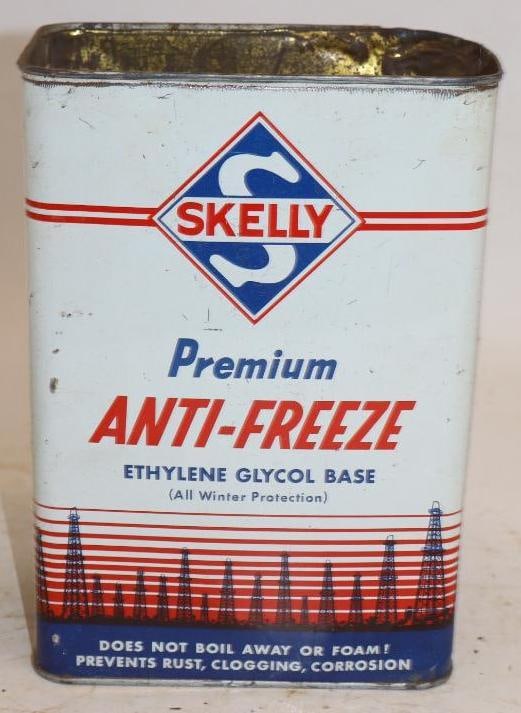 S
SKELLY
Premium
ANTI-FREEZE
ETHYLENE GLYCOL BASE
(All Winter Protection)
DOES NOT BOIL AWAY OR FOAM!
PREVENTS RUST, CLOGGING, CORROSION